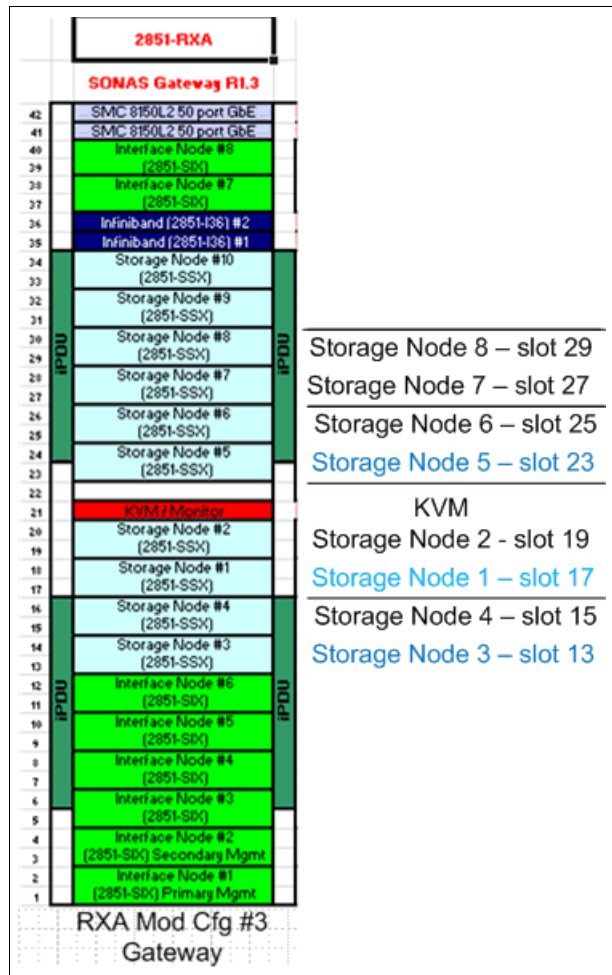 2851-RXA
SONAS Gateway R1.3
42 SMC 8150L2 50 port GbE
41 SMC 8150L2 50 port GbE
40 Interface Node #8
39 (2851-SIX)
38 Interface Node #7
37 (2851-SIX)
36 Infiniband (2851-I36) #2
35 Infiniband (2851-I36) #1
34 Storage Node #10
33 (2851-SSX)
32 Storage Node #9
31 (2851-SSX)
30 Storage Node #8
29 (2851-SSX)
28 Storage Node #7
27 (2851-SSX)
26 Storage Node #6
25 (2851-SSX)
24 Storage Node #5
23 (2851-SSX)
22
21 KVM / Monitor
20 Storage Node #2
19 (2851-SSX)
18 Storage Node #1
17 (2851-SSX)
16 Storage Node #4
15 (2851-SSX)
14 Storage Node #3
13 (2851-SSX)
12 Interface Node #6
11 (2851-SIX)
10 Interface Node #5
9 (2851-SIX)
8 Interface Node #4
7 (2851-SIX)
6 Interface Node #3
5 (2851-SIX)
4 Interface Node #2
3 (2851-SIX) Secondary Mgmt
2 Interface Node #1
1 (2851-SIX) Primary Mgmt
iPDU
iPDU
iPDU
iPDU
Storage Node 8 – slot 29
Storage Node 7 – slot 27
Storage Node 6 – slot 25
Storage Node 5 – slot 23
KVM
Storage Node 2 - slot 19
Storage Node 1 – slot 17
Storage Node 4 – slot 15
Storage Node 3 – slot 13
RXA Mod Cfg #3
Gateway